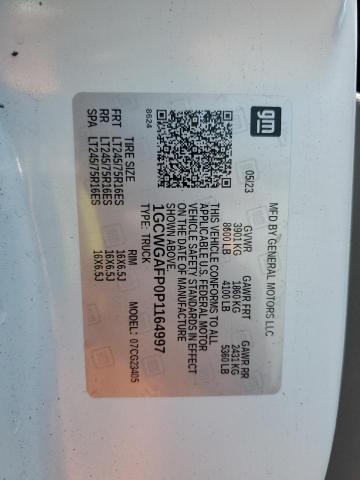 gm
MFD BY GENERAL MOTORS LLC
05/23 GVWR GAWR FRT GAWR RR
3901 KG 1860 KG 2431 KG
8600 LB 4100 LB 5360 LB
THIS VEHICLE CONFORMS TO ALL
APPLICABLE U.S. FEDERAL MOTOR
VEHICLE SAFETY STANDARDS IN EFFECT
ON THE DATE OF MANUFACTURE
SHOWN ABOVE.
1GCWGAFP0P1164997
TYPE: TRUCK
8624 MODEL: 07CG23405
TIRE SIZE RIM
FRT LT245/75R16ES 16X6.5J
RR LT245/75R16ES 16X6.5J
SPA LT245/75R16ES 16X6.5J